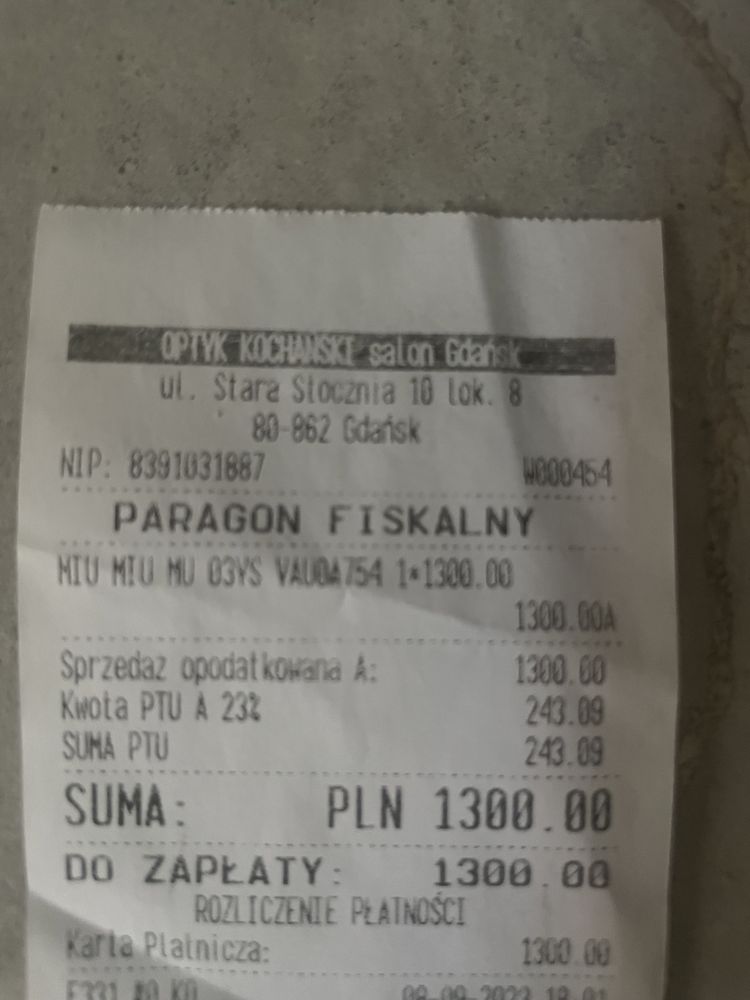 OPTYK KOCHAŃSKI salon Gdańsk
ul. Stara Stocznia 10 lok. 8
80-862 Gdańsk
NIP: 8391031887 W000454
PARAGON FISKALNY
MIU MIU MU 03YS VAU0A754 1*1300.00
1300.00A
Sprzedaż opodatkowana A: 1300.00
Kwota PTU A 23% 243.09
SUMA PTU 243.09
SUMA: PLN 1300.00
DO ZAPŁATY: 1300.00
ROZLICZENIE PŁATNOŚCI
Karta Płatnicza: 1300.00